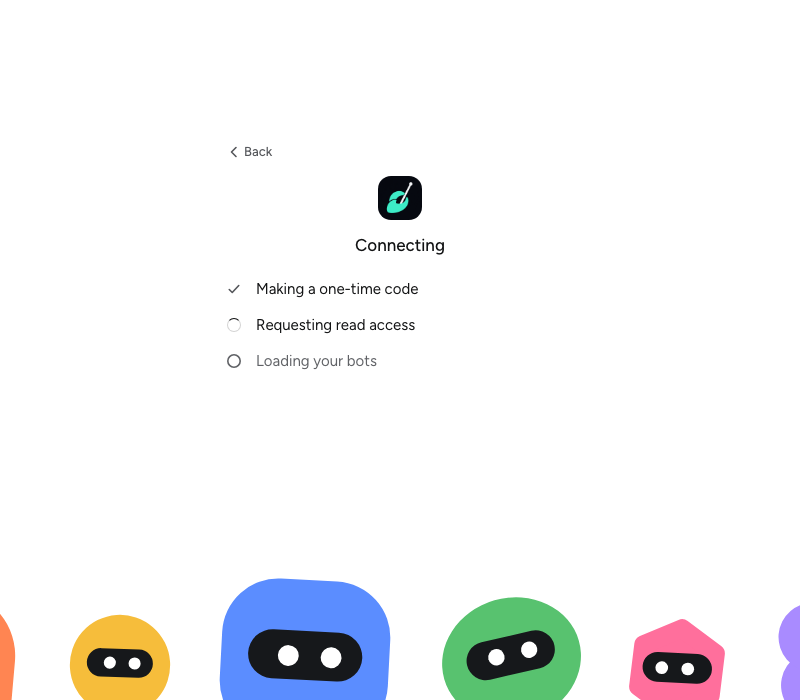 Back
Connecting
Making a one-time code
Requesting read access
Loading your bots